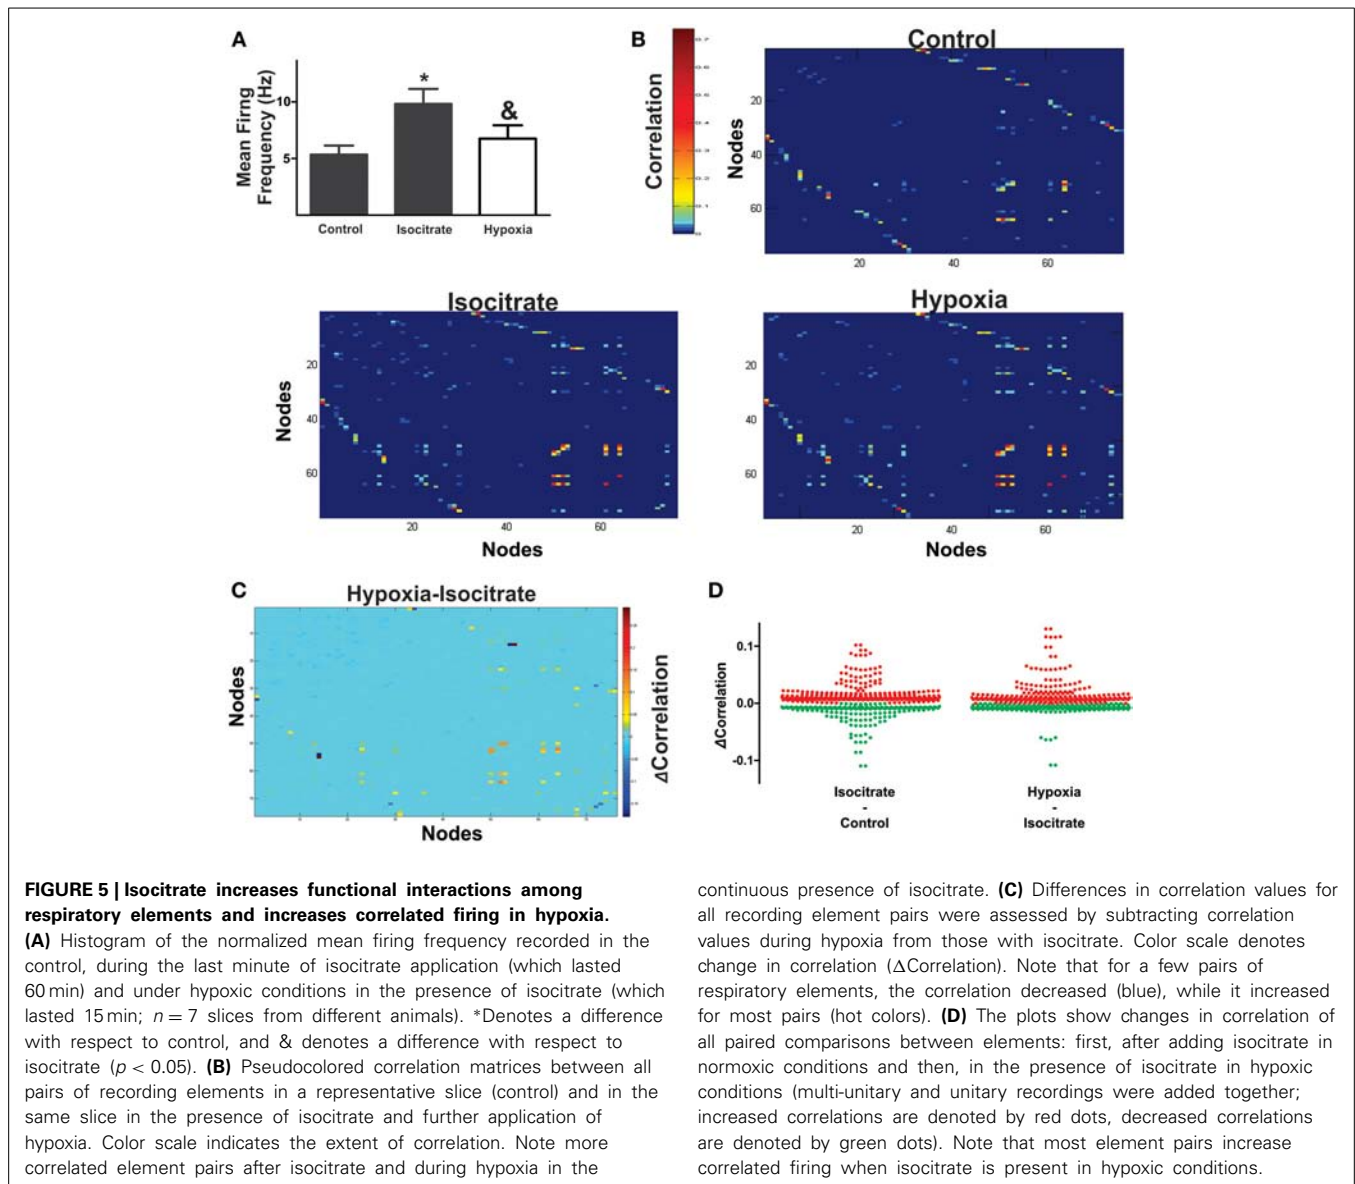 A
Mean Firng
Frequency (Hz)
10
5
*
&
Control
Isocitrate
Hypoxia
B
Correlation
0.7
0.6
0.5
0.4
0.3
0.2
0.1
0
Control
Nodes
20
40
60
20
40
60
Isocitrate
Nodes
20
40
60
20
40
60
Nodes
Hypoxia
20
40
60
20
40
60
Nodes
C
Hypoxia-Isocitrate
Nodes
Nodes
ΔCorrelation
D
ΔCorrelation
0.1
0.0
-0.1
Isocitrate
-
Control
Hypoxia
-
Isocitrate
FIGURE 5 | Isocitrate increases functional interactions among
respiratory elements and increases correlated firing in hypoxia.
(A) Histogram of the normalized mean firing frequency recorded in the
control, during the last minute of isocitrate application (which lasted
60 min) and under hypoxic conditions in the presence of isocitrate (which
lasted 15 min; n = 7 slices from different animals). *Denotes a difference
with respect to control, and & denotes a difference with respect to
isocitrate (p < 0.05). (B) Pseudocolored correlation matrices between all
pairs of recording elements in a representative slice (control) and in the
same slice in the presence of isocitrate and further application of
hypoxia. Color scale indicates the extent of correlation. Note more
correlated element pairs after isocitrate and during hypoxia in the
continuous presence of isocitrate. (C) Differences in correlation values for
all recording element pairs were assessed by subtracting correlation
values during hypoxia from those with isocitrate. Color scale denotes
change in correlation (ΔCorrelation). Note that for a few pairs of
respiratory elements, the correlation decreased (blue), while it increased
for most pairs (hot colors). (D) The plots show changes in correlation of
all paired comparisons between elements: first, after adding isocitrate in
normoxic conditions and then, in the presence of isocitrate in hypoxic
conditions (multi-unitary and unitary recordings were added together;
increased correlations are denoted by red dots, decreased correlations
are denoted by green dots). Note that most element pairs increase
correlated firing when isocitrate is present in hypoxic conditions.